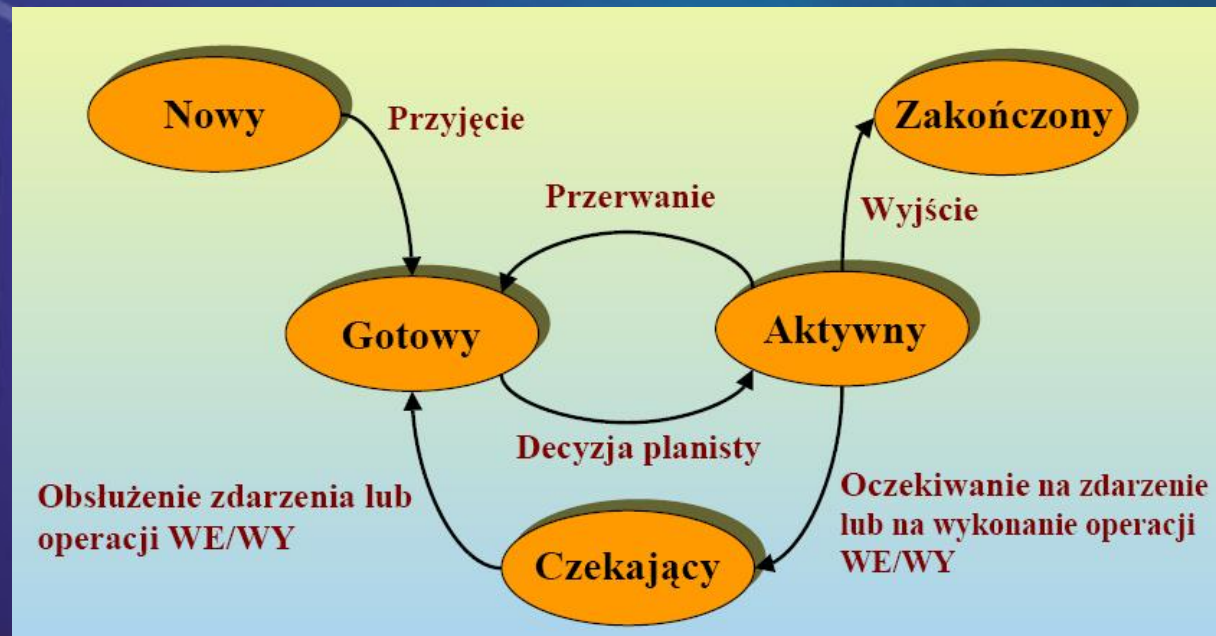 Nowy
Przyjęcie
Zakończony
Przerwanie
Wyjście
Gotowy
Aktywny
Decyzja planisty
Obsłużenie zdarzenia lub
operacji WE/WY
Oczekiwanie na zdarzenie
lub na wykonanie operacji
WE/WY
Czekający